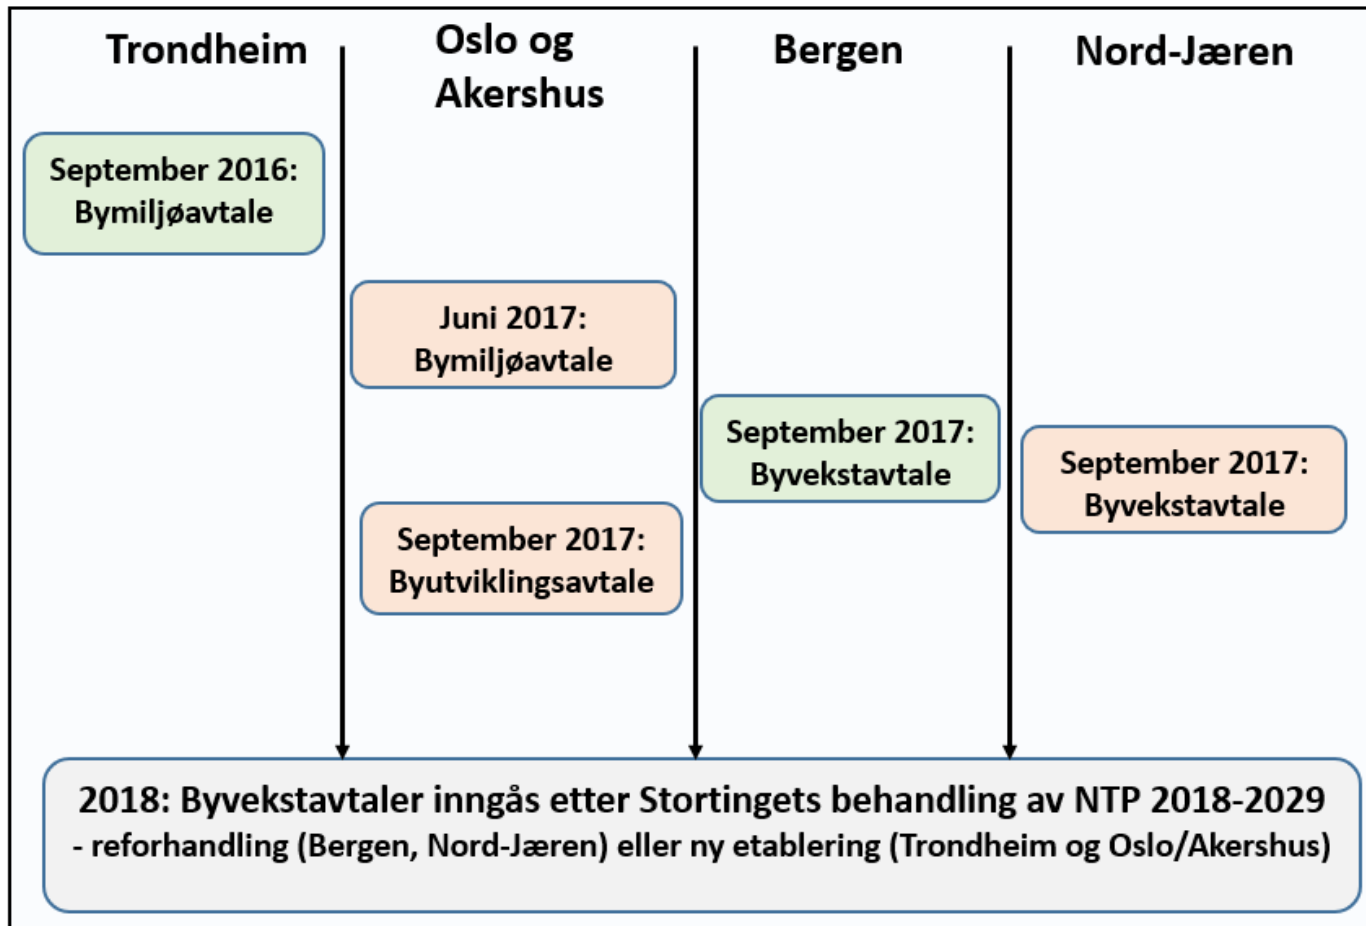 Trondheim
Oslo og
Akershus
Bergen
Nord-Jæren
September 2016:
Bymiljøavtale
Juni 2017:
Bymiljøavtale
September 2017:
Byutviklingsavtale
September 2017:
Byvekstavtale
September 2017:
Byvekstavtale
2018: Byvekstavtaler inngås etter Stortingets behandling av NTP 2018-2029
- reforhandling (Bergen, Nord-Jæren) eller ny etablering (Trondheim og Oslo/Akershus)